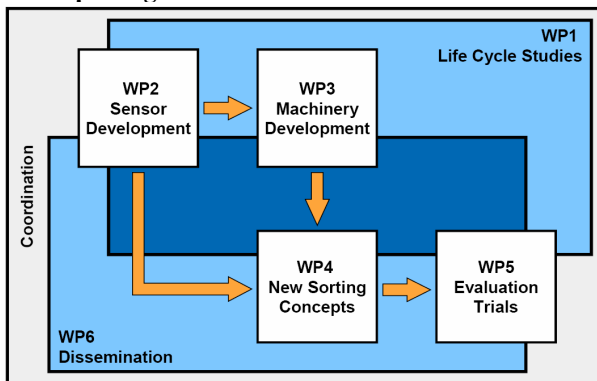 WP1
Life Cycle Studies
WP2
Sensor
Development
WP3
Machinery
Development
Coordination
WP4
New Sorting
Concepts
WP5
Evaluation
Trials
WP6
Dissemination